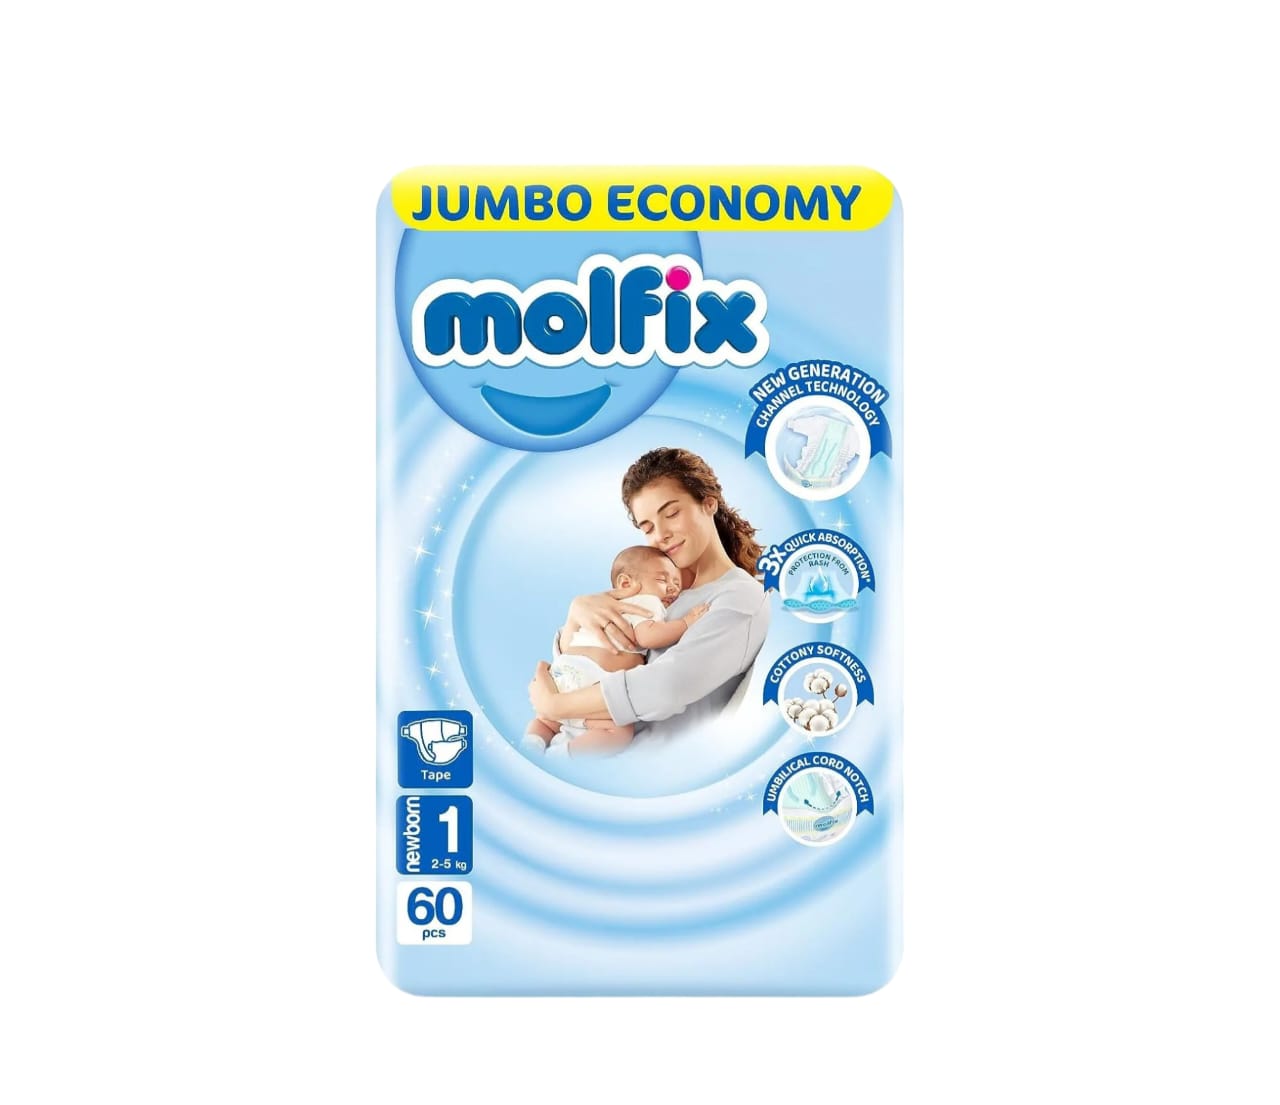 JUMBO ECONOMY
molfix
NEW GENERATION
CHANNEL TECHNOLOGY
3X QUICK ABSORPTION*
PROTECTION FROM
RASH
COTTONY SOFTNESS
UMBILICAL CORD NOTCH
molfix
Tape
newborn
1
2-5 kg
60
pcs